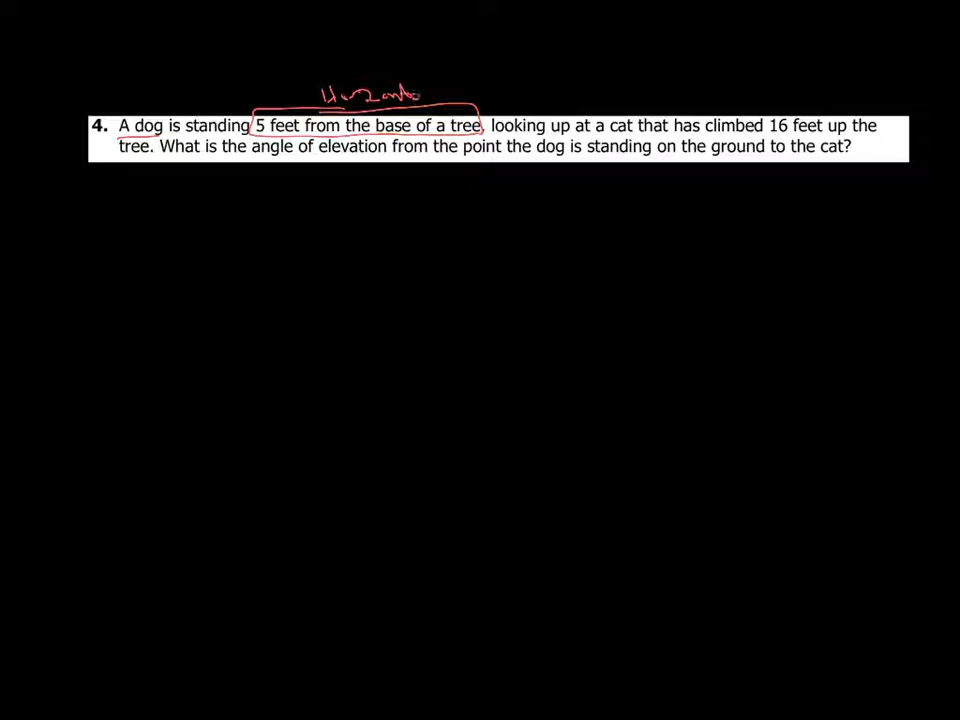 Horizonta
4. A dog is standing 5 feet from the base of a tree, looking up at a cat that has climbed 16 feet up the
tree. What is the angle of elevation from the point the dog is standing on the ground to the cat?